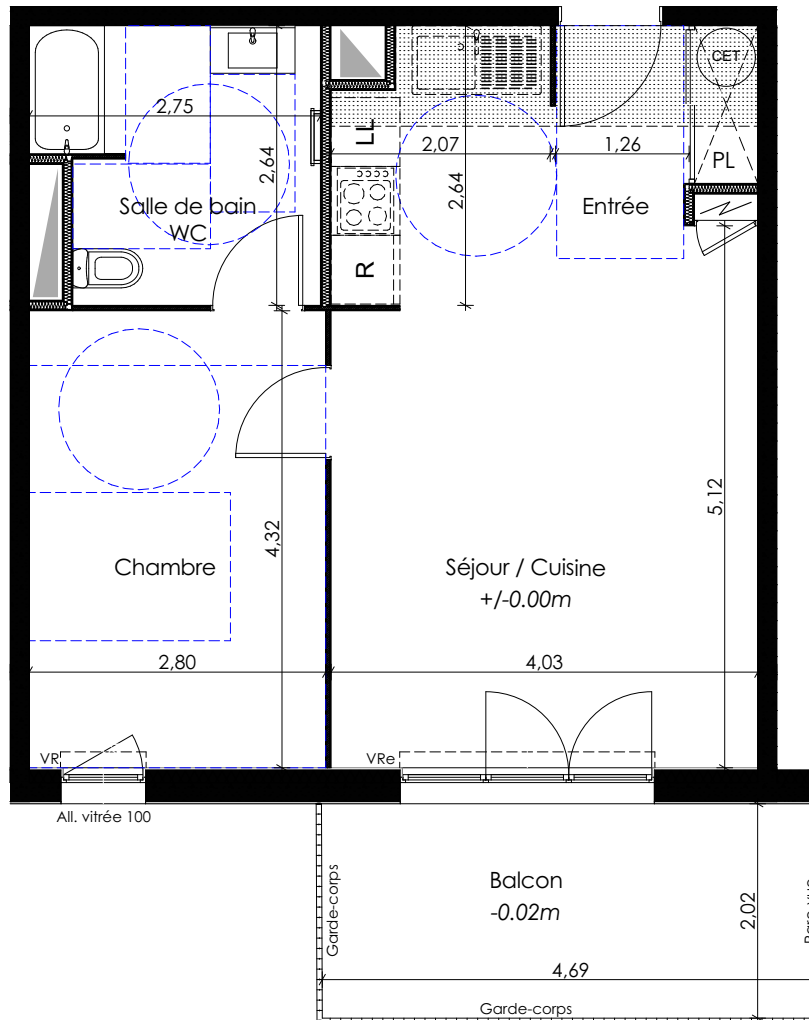 CET
2,75
LL
2,07
1,26
PL
2,64
2,64
Salle de bain
WC
Entrée
R
5,12
4,32
Chambre
Séjour / Cuisine
+/-0.00m
2,80
4,03
VR
VRe
All. vitrée 100
Garde-corps
Balcon
-0.02m
2,02
4,69
Garde-corps